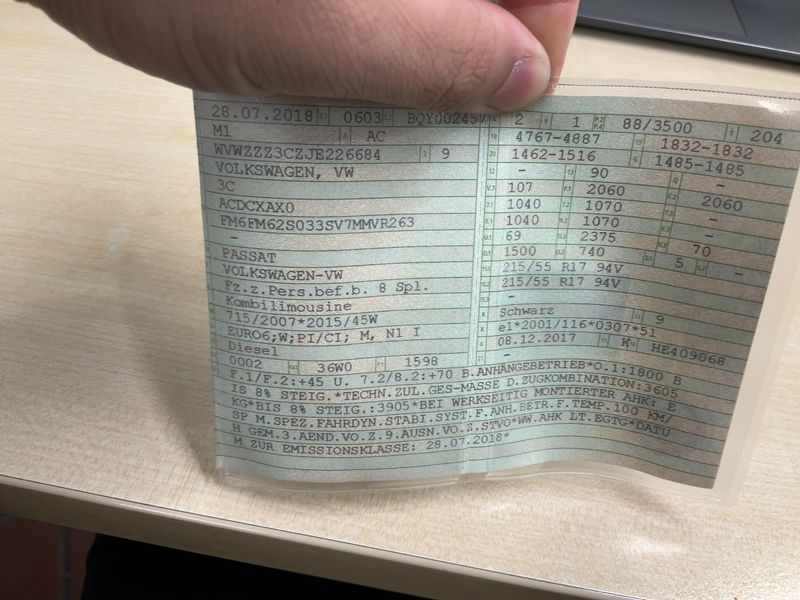 28.07.2018 0603 BQY002457
M1 AC
WVWZZZ3CZJE226684 9
VOLKSWAGEN, VW
3C
ACDCXAX0
FM6FM62S033SV7MMVR263
-
PASSAT
VOLKSWAGEN-VW
Fz.z.Pers.bef.b. 8 Spl.
Kombilimousine
715/2007*2015/45W
EURO6;W;PI/CI; M, N1 I
Diesel
0002 36W0 1598
2 1 88/3500 204
4767-4887 1832-1832
1462-1516 1485-1485
- 90 -
107 2060 2060
1040 1070 -
1040 1070 -
69 2375 70
1500 740 5 -
215/55 R17 94V
215/55 R17 94V
-
Schwarz 9
e1*2001/116*0307*51
08.12.2017 K HE409068
-
F.1/F.2:+45 U. 7.2/8.2:+70 B.ANHÄNGEBETRIEB*O.1:1800 B
IS 8% STEIG.*TECHN.ZUL.GES-MASSE D.ZUGKOMBINATION:3605
KG*BIS 8% STEIG.:3905*BEI WERKSEITIG MONTIERTER AHK: E
SP M.SPEZ.FAHRDYN.STABI.SYST.F.ANH.BETR.F.TEMP.100 KM/
H GEM.3.AEND.VO.Z.9.AUSN.VO.Z.STVO*WW.AHK LT.EGTG*DATU
M ZUR EMISSIONSKLASSE: 28.07.2018*